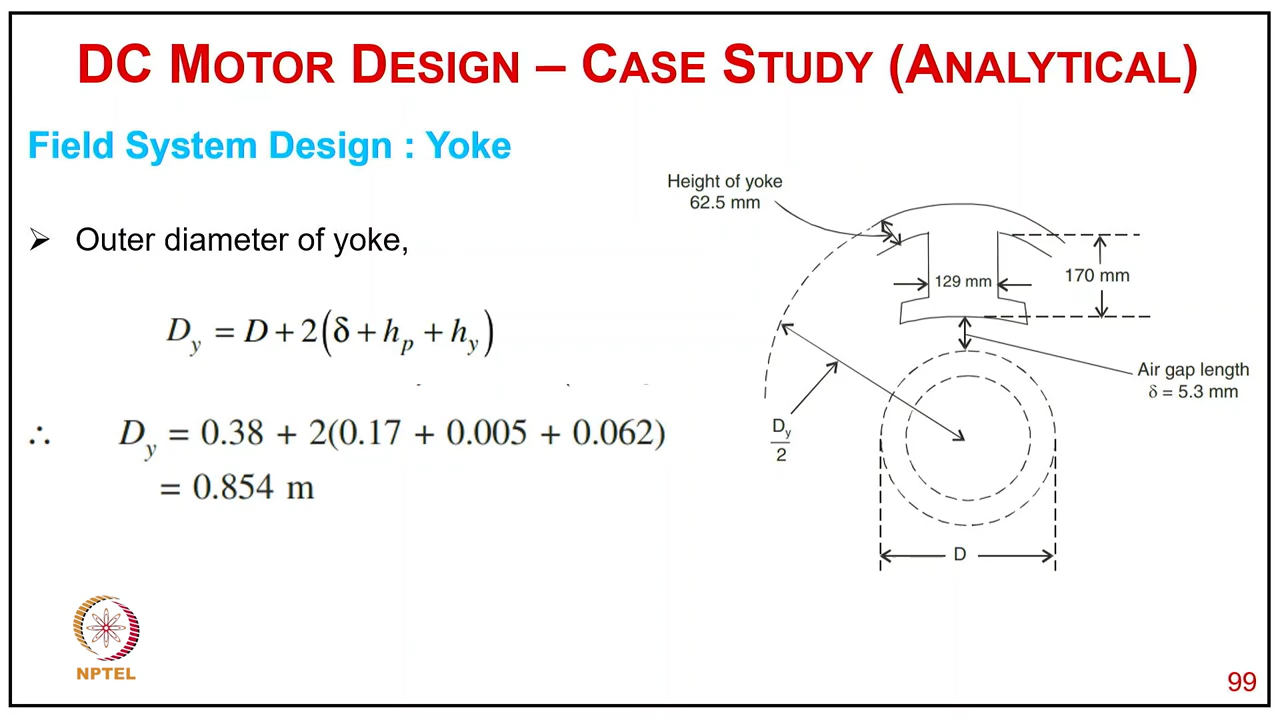 DC MOTOR DESIGN – CASE STUDY (ANALYTICAL)
Field System Design : Yoke
➢ Outer diameter of yoke,
D_y = D + 2(δ + h_p + h_y)
∴ D_y = 0.38 + 2(0.17 + 0.005 + 0.062)
= 0.854 m
Height of yoke
62.5 mm
129 mm
170 mm
Air gap length
δ = 5.3 mm
D_y
2
D
NPTEL
99